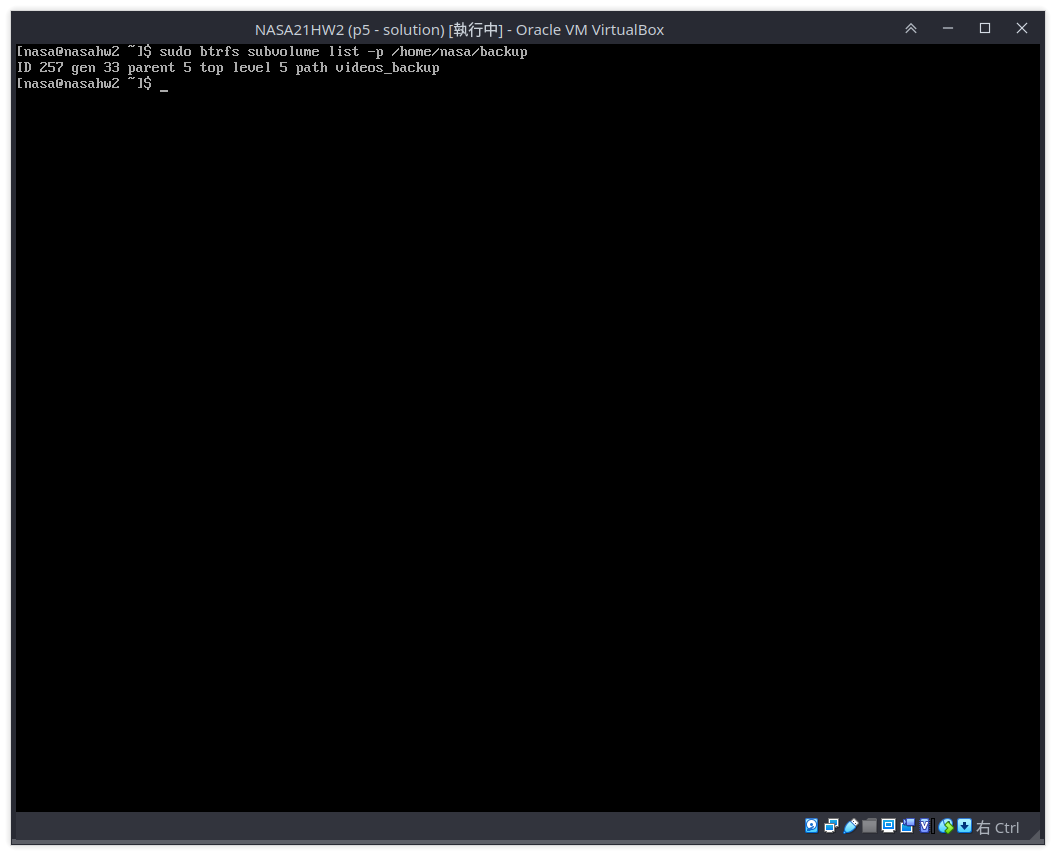 NASA21HW2 (p5 - solution) [執行中] - Oracle VM VirtualBox
[nasa@nasahw2 ~]$ sudo btrfs subvolume list -p /home/nasa/backup
ID 257 gen 33 parent 5 top level 5 path videos_backup
[nasa@nasahw2 ~]$ _
右 Ctrl